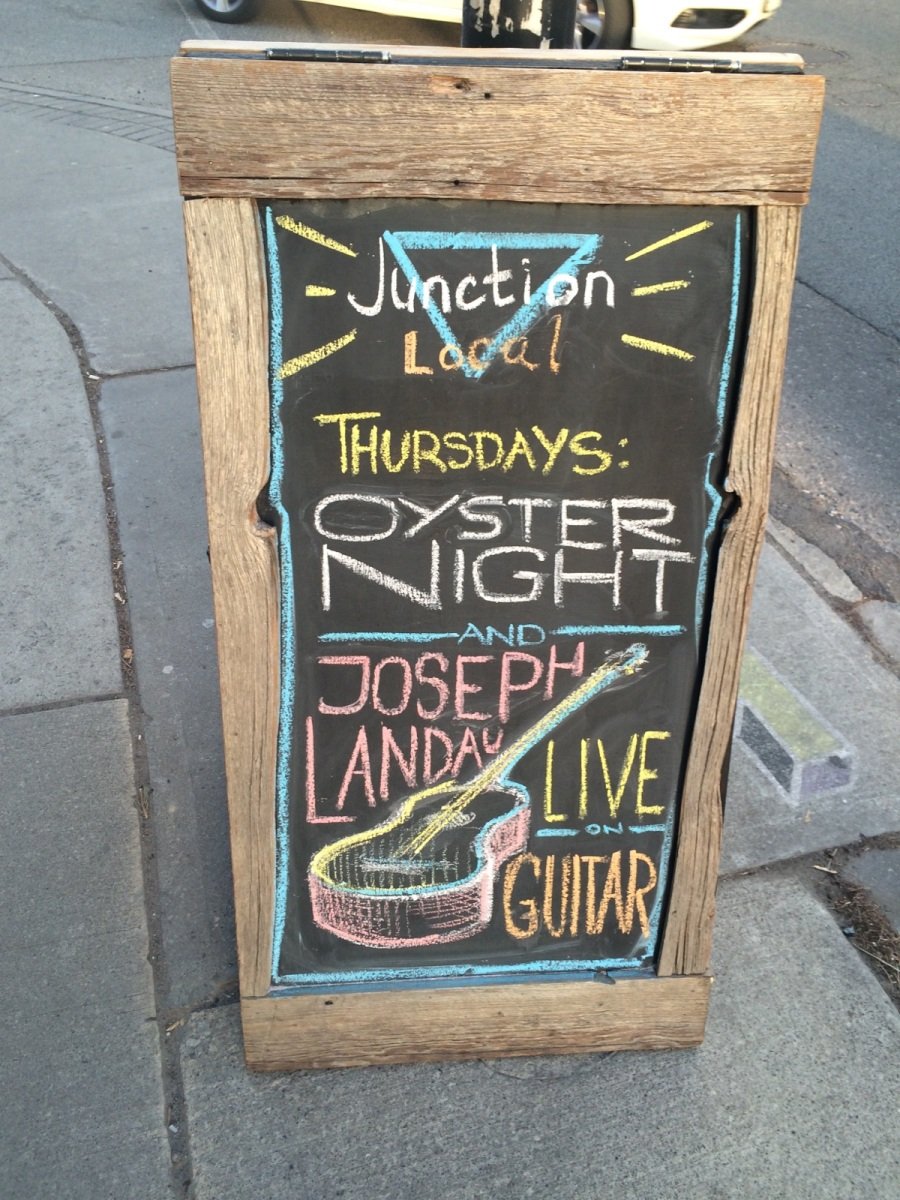 Junction
Local
THURSDAYS:
OYSTER
NIGHT
AND
JOSEPH
LANDAU
LIVE
ON
GUITAR